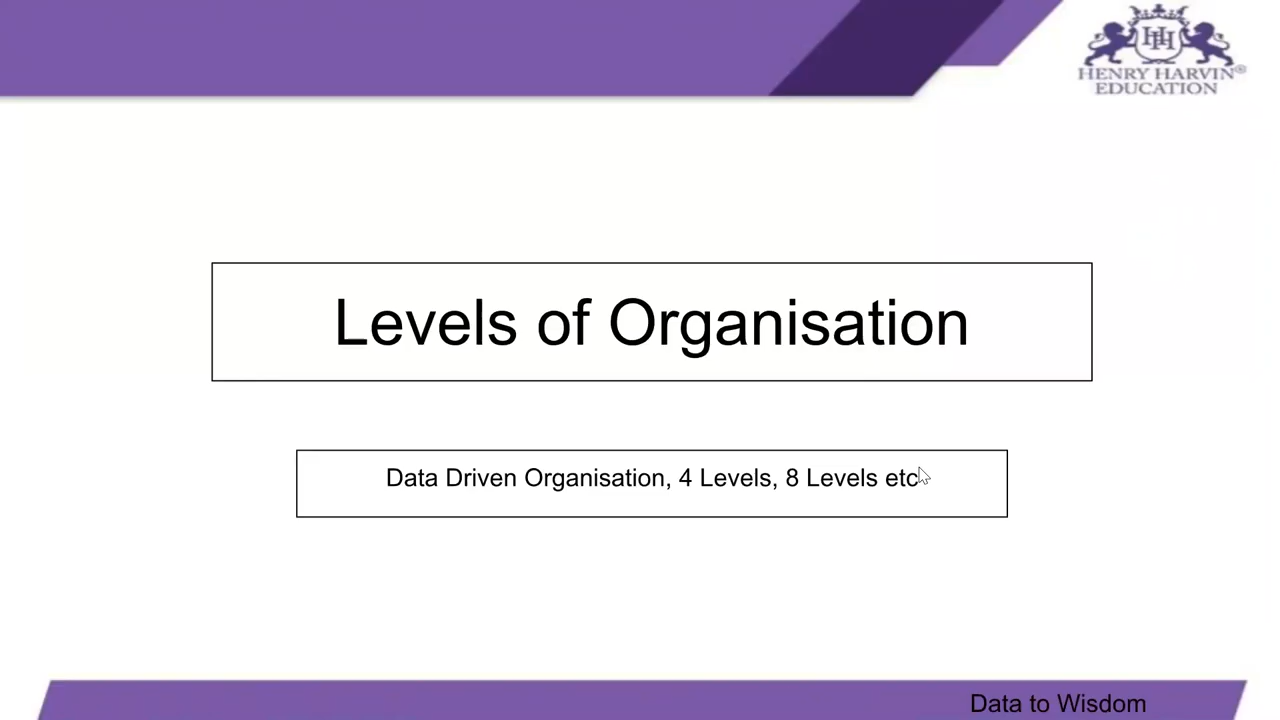 HENRY HARVIN®
EDUCATION
Levels of Organisation
Data Driven Organisation, 4 Levels, 8 Levels etc
Data to Wisdom